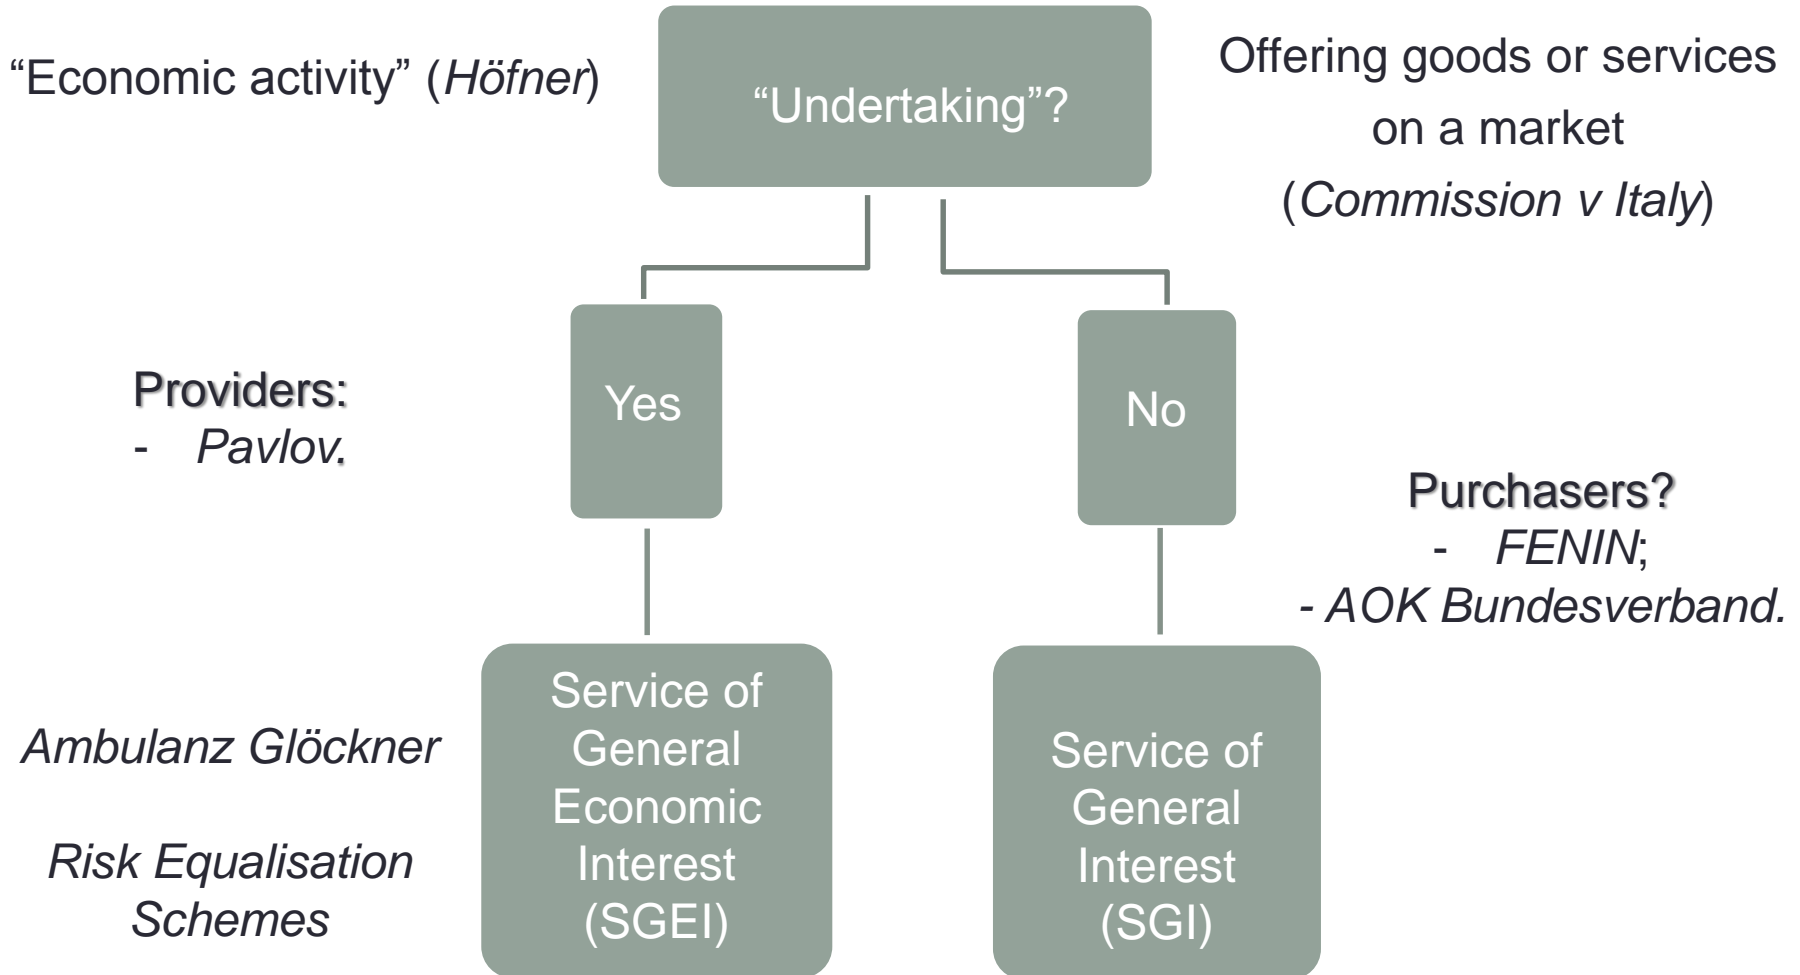 “Economic activity” (Höfner)
“Undertaking”?
Offering goods or services
on a market
(Commission v Italy)
Providers:
- Pavlov.
Yes
No
Purchasers?
- FENIN;
- AOK Bundesverband.
Ambulanz Glöckner
Risk Equalisation
Schemes
Service of
General
Economic
Interest
(SGEI)
Service of
General
Interest
(SGI)